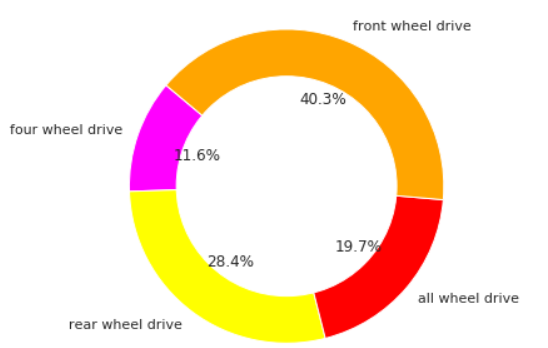 front wheel drive
40.3%
four wheel drive
11.6%
19.7%
28.4%
all wheel drive
rear wheel drive